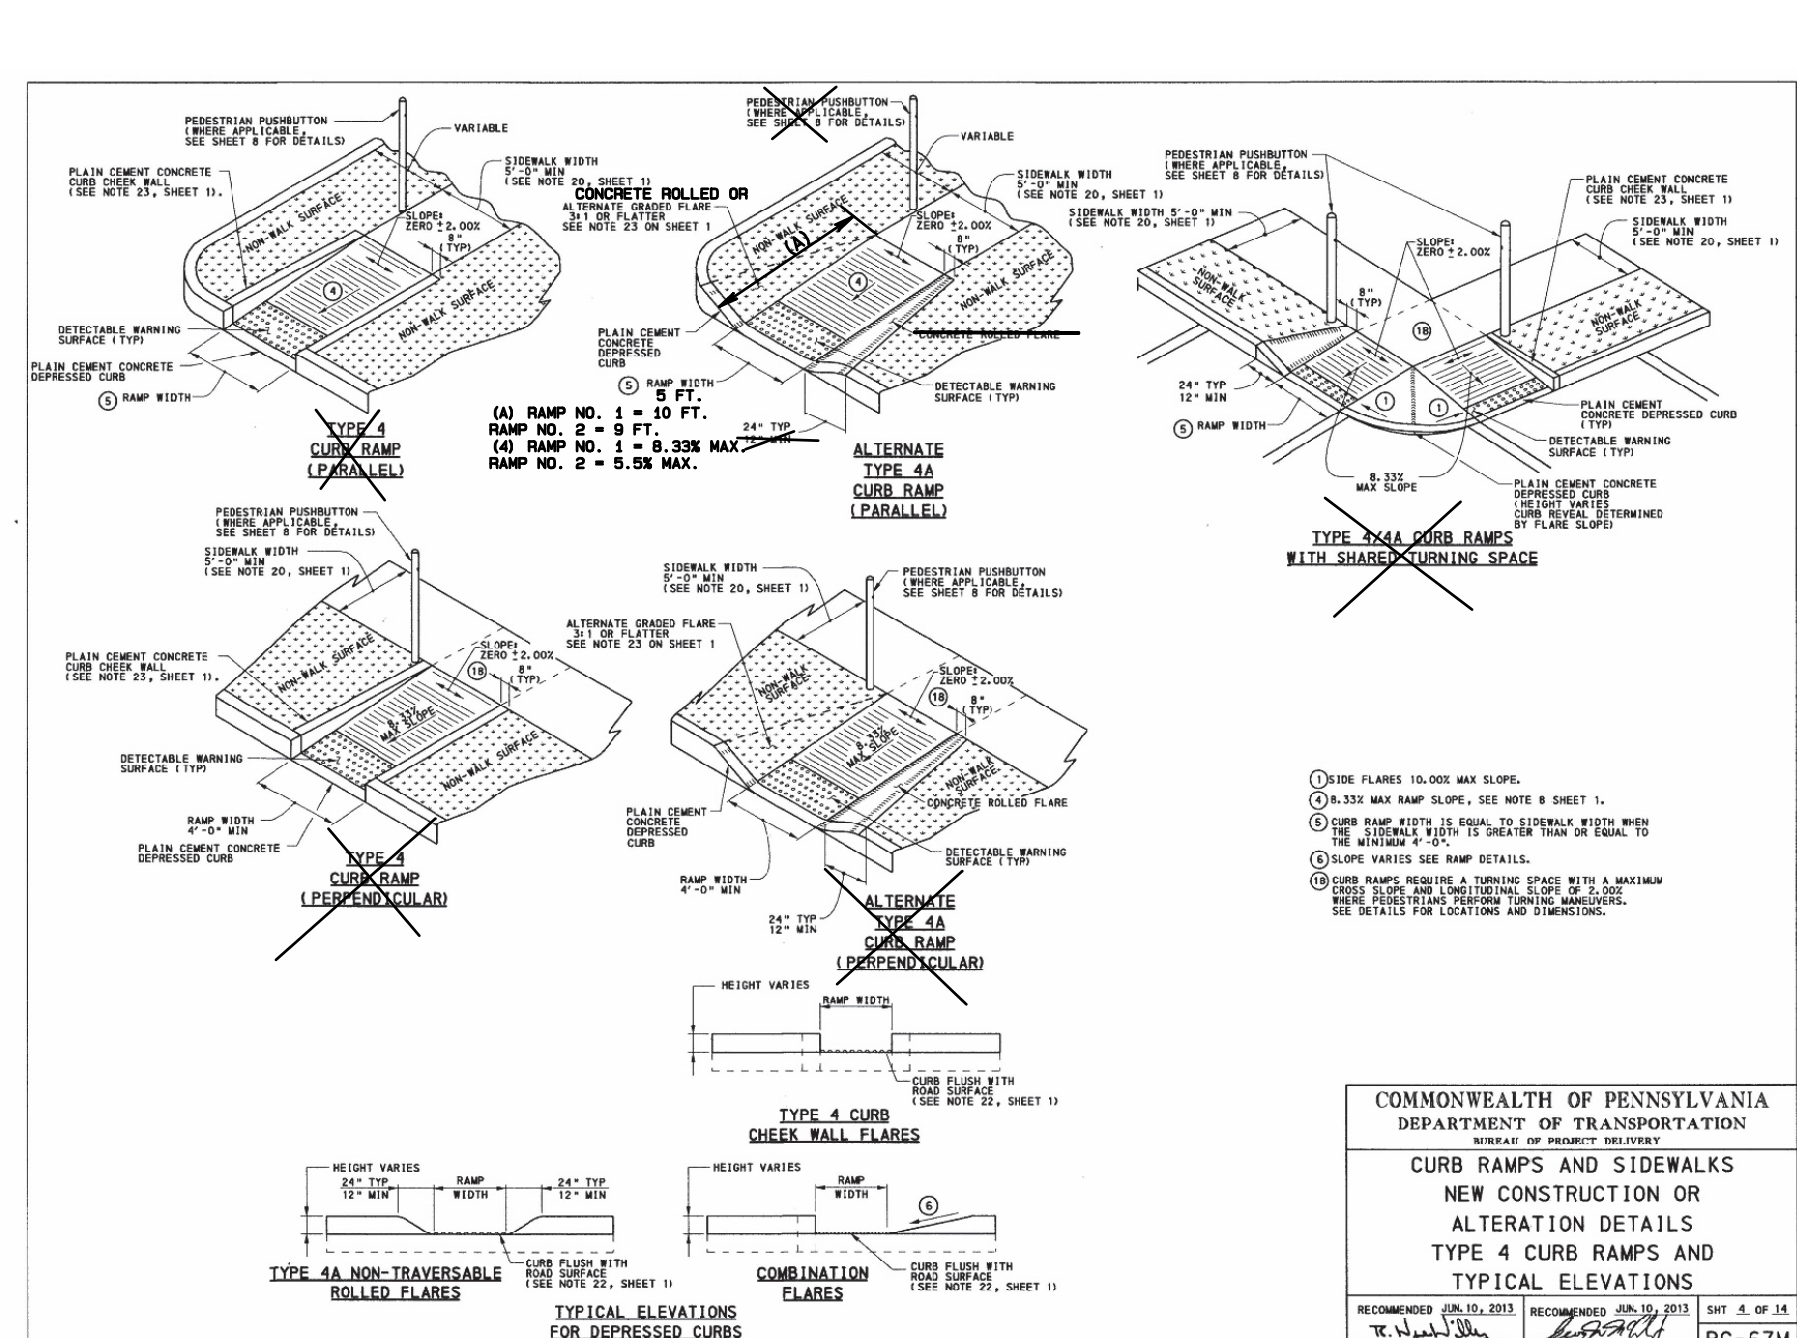 PEDESTRIAN PUSHBUTTON
(WHERE APPLICABLE,
SEE SHEET 8 FOR DETAILS)
VARIABLE
SIDEWALK WIDTH
5'-0" MIN
(SEE NOTE 20, SHEET 1)
PLAIN CEMENT CONCRETE
CURB CHEEK WALL
(SEE NOTE 23, SHEET 1).
NON-WALK SURFACE
SLOPE:
ZERO ±2.00%
8"
(TYP)
4
NON-WALK SURFACE
DETECTABLE WARNING
SURFACE (TYP)
PLAIN CEMENT CONCRETE
DEPRESSED CURB
5 RAMP WIDTH
TYPE 4
CURB RAMP
(PARALLEL)
PEDESTRIAN PUSHBUTTON
(WHERE APPLICABLE,
SEE SHEET 8 FOR DETAILS)
VARIABLE
SIDEWALK WIDTH
5'-0" MIN
(SEE NOTE 20, SHEET 1)
CONCRETE ROLLED OR
ALTERNATE GRADED FLARE
3:1 OR FLATTER
SEE NOTE 23 ON SHEET 1
NON-WALK SURFACE
(A)
SLOPE:
ZERO ±2.00%
8"
(TYP)
4
NON-WALK SURFACE
CONCRETE ROLLED FLARE
PLAIN CEMENT
CONCRETE
DEPRESSED
CURB
5 RAMP WIDTH
5 FT.
(A) RAMP NO. 1 = 10 FT.
RAMP NO. 2 = 9 FT.
(4) RAMP NO. 1 = 8.33% MAX.
RAMP NO. 2 = 5.5% MAX.
24" TYP
12" MIN
DETECTABLE WARNING
SURFACE (TYP)
ALTERNATE
TYPE 4A
CURB RAMP
(PARALLEL)
PEDESTRIAN PUSHBUTTON
(WHERE APPLICABLE,
SEE SHEET 8 FOR DETAILS)
SIDEWALK WIDTH 5'-0" MIN
(SEE NOTE 20, SHEET 1)
PLAIN CEMENT CONCRETE
CURB CHEEK WALL
(SEE NOTE 23, SHEET 1)
SIDEWALK WIDTH
5'-0" MIN
(SEE NOTE 20, SHEET 1)
SLOPE:
ZERO ±2.00%
NON-WALK
SURFACE
8"
(TYP)
18
NON-WALK
SURFACE
24" TYP
12" MIN
1
1
5 RAMP WIDTH
PLAIN CEMENT
CONCRETE DEPRESSED CURB
(TYP)
DETECTABLE WARNING
SURFACE (TYP)
8.33%
MAX SLOPE
PLAIN CEMENT CONCRETE
DEPRESSED CURB
(HEIGHT VARIES
CURB REVEAL DETERMINED
BY FLARE SLOPE)
TYPE 4/4A CURB RAMPS
WITH SHARED TURNING SPACE
PEDESTRIAN PUSHBUTTON
(WHERE APPLICABLE,
SEE SHEET 8 FOR DETAILS)
SIDEWALK WIDTH
5'-0" MIN
(SEE NOTE 20, SHEET 1)
PLAIN CEMENT CONCRETE
CURB CHEEK WALL
(SEE NOTE 23, SHEET 1).
NON-WALK SURFACE
SLOPE:
ZERO ±2.00%
18
8"
(TYP)
8.33%
MAX SLOPE
NON-WALK SURFACE
DETECTABLE WARNING
SURFACE (TYP)
RAMP WIDTH
4'-0" MIN
PLAIN CEMENT CONCRETE
DEPRESSED CURB
TYPE 4
CURB RAMP
(PERPENDICULAR)
SIDEWALK WIDTH
5'-0" MIN
(SEE NOTE 20, SHEET 1)
PEDESTRIAN PUSHBUTTON
(WHERE APPLICABLE,
SEE SHEET 8 FOR DETAILS)
ALTERNATE GRADED FLARE
3:1 OR FLATTER
SEE NOTE 23 ON SHEET 1
NON-WALK
SURFACE
SLOPE:
ZERO ±2.00%
18
8"
(TYP)
8.33%
MAX SLOPE
NON-WALK
SURFACE
CONCRETE ROLLED FLARE
PLAIN CEMENT
CONCRETE
DEPRESSED
CURB
DETECTABLE WARNING
SURFACE (TYP)
RAMP WIDTH
4'-0" MIN
24" TYP
12" MIN
ALTERNATE
TYPE 4A
CURB RAMP
(PERPENDICULAR)
1 SIDE FLARES 10.00% MAX SLOPE.
4 8.33% MAX RAMP SLOPE, SEE NOTE 8 SHEET 1.
5 CURB RAMP WIDTH IS EQUAL TO SIDEWALK WIDTH WHEN
THE SIDEWALK WIDTH IS GREATER THAN OR EQUAL TO
THE MINIMUM 4'-0".
6 SLOPE VARIES SEE RAMP DETAILS.
18 CURB RAMPS REQUIRE A TURNING SPACE WITH A MAXIMUM
CROSS SLOPE AND LONGITUDINAL SLOPE OF 2.00%
WHERE PEDESTRIANS PERFORM TURNING MANEUVERS.
SEE DETAILS FOR LOCATIONS AND DIMENSIONS.
HEIGHT VARIES
RAMP WIDTH
CURB FLUSH WITH
ROAD SURFACE
(SEE NOTE 22, SHEET 1)
TYPE 4 CURB
CHEEK WALL FLARES
HEIGHT VARIES
24" TYP
12" MIN
RAMP
WIDTH
24" TYP
12" MIN
CURB FLUSH WITH
ROAD SURFACE
(SEE NOTE 22, SHEET 1)
TYPE 4A NON-TRAVERSABLE
ROLLED FLARES
HEIGHT VARIES
RAMP
WIDTH
6
CURB FLUSH WITH
ROAD SURFACE
(SEE NOTE 22, SHEET 1)
COMBINATION
FLARES
TYPICAL ELEVATIONS
FOR DEPRESSED CURBS
COMMONWEALTH OF PENNSYLVANIA
DEPARTMENT OF TRANSPORTATION
BUREAU OF PROJECT DELIVERY
CURB RAMPS AND SIDEWALKS
NEW CONSTRUCTION OR
ALTERATION DETAILS
TYPE 4 CURB RAMPS AND
TYPICAL ELEVATIONS
RECOMMENDED JUN. 10, 2013
RECOMMENDED JUN. 10, 2013
SHT 4 OF 14
RC-67M